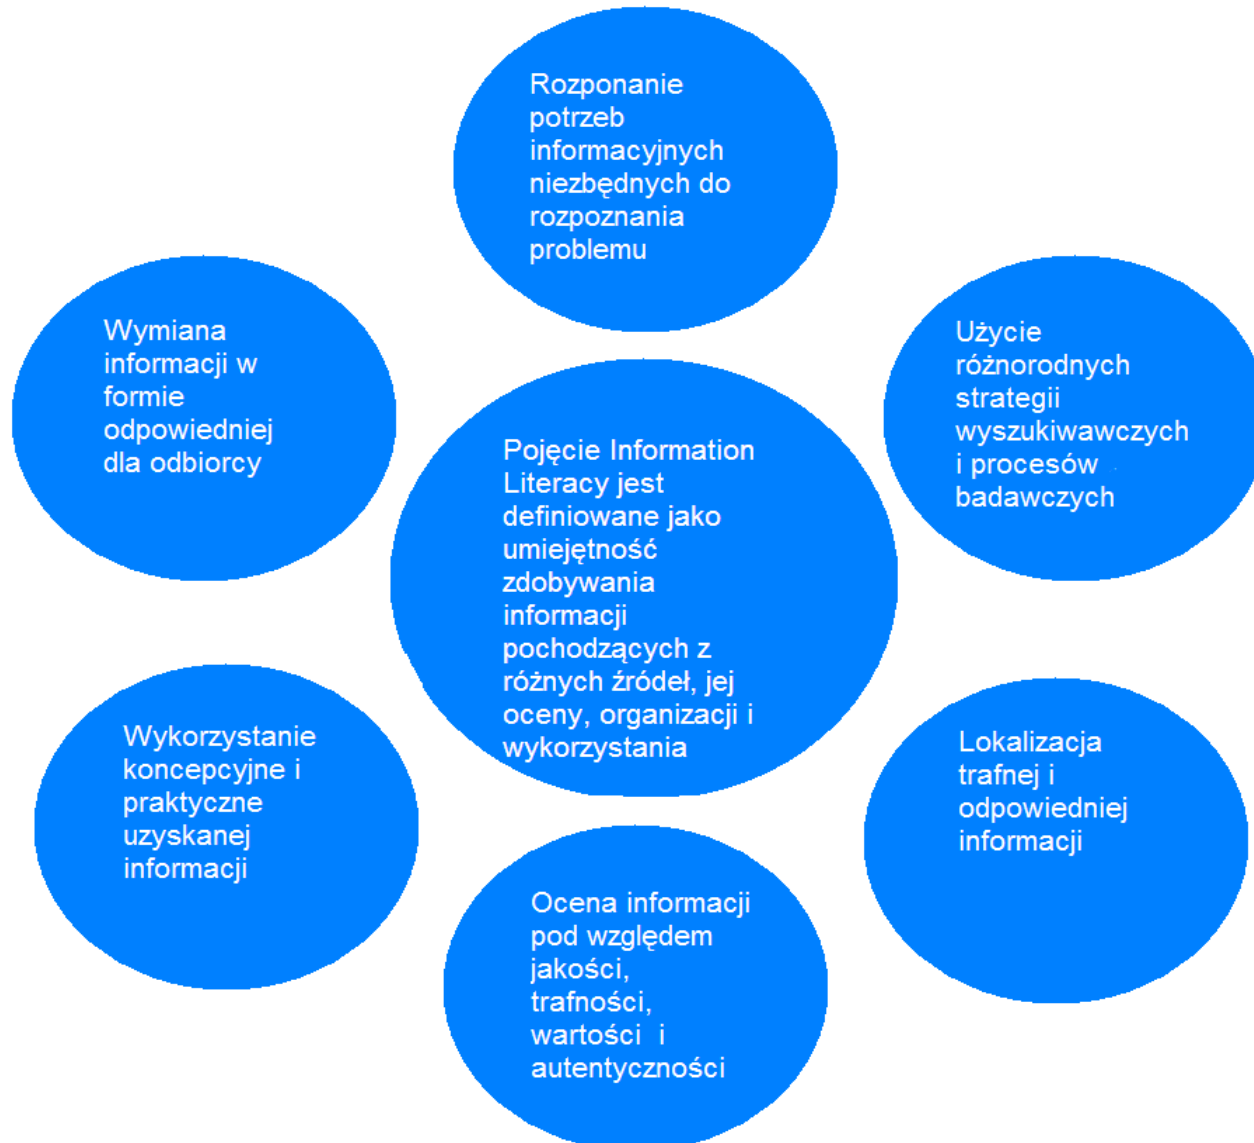 Rozponanie
potrzeb
informacyjnych
niezbędnych do
rozpoznania
problemu
Wymiana
informacji w
formie
odpowiedniej
dla odbiorcy
Użycie
różnorodnych
strategii
wyszukiwawczych
i procesów
badawczych
Pojęcie Information
Literacy jest
definiowane jako
umiejętność
zdobywania
informacji
pochodzących z
różnych źródeł, jej
oceny, organizacji i
wykorzystania
Wykorzystanie
koncepcyjne i
praktyczne
uzyskanej
informacji
Lokalizacja
trafnej i
odpowiedniej
informacji
Ocena informacji
pod względem
jakości,
trafności,
wartości i
autentyczności